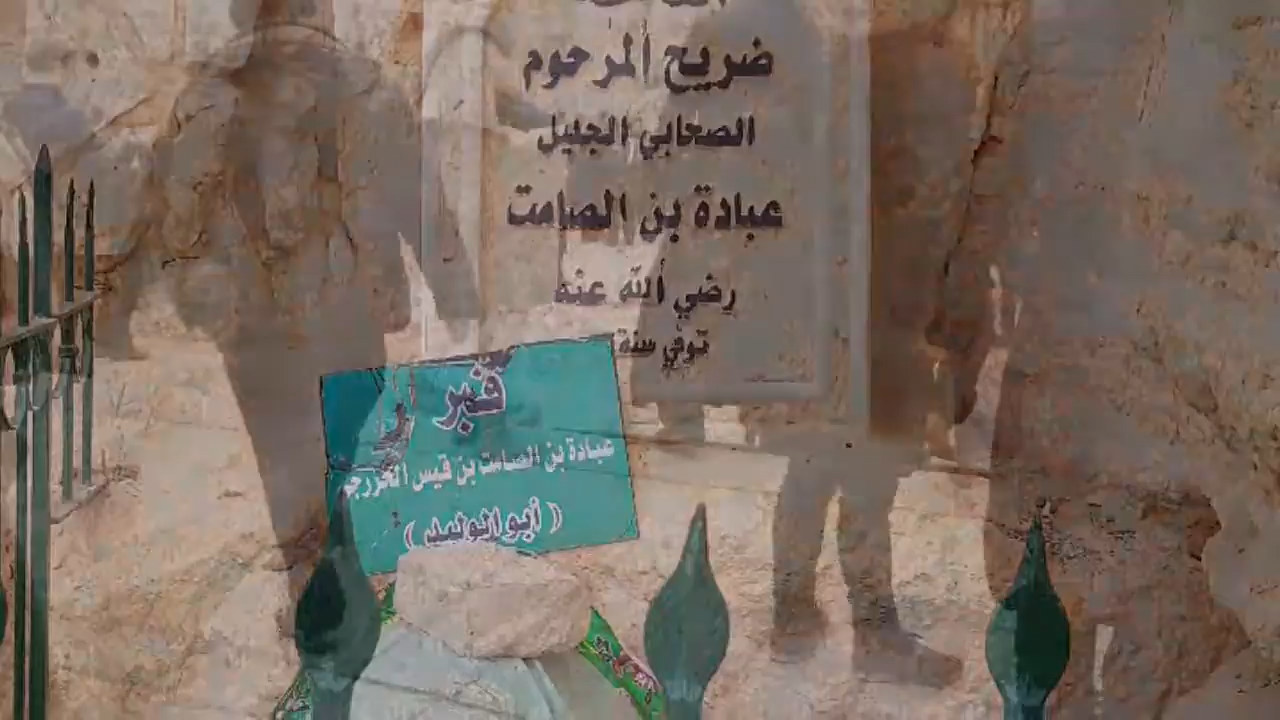 ضريح المرحوم
الصحابي الجليل
عبادة بن الصامت
رضي الله عنه
توفي سنة
قبر
عبادة بن الصامت بن قيس الخزرجي
( أبو الوليد )